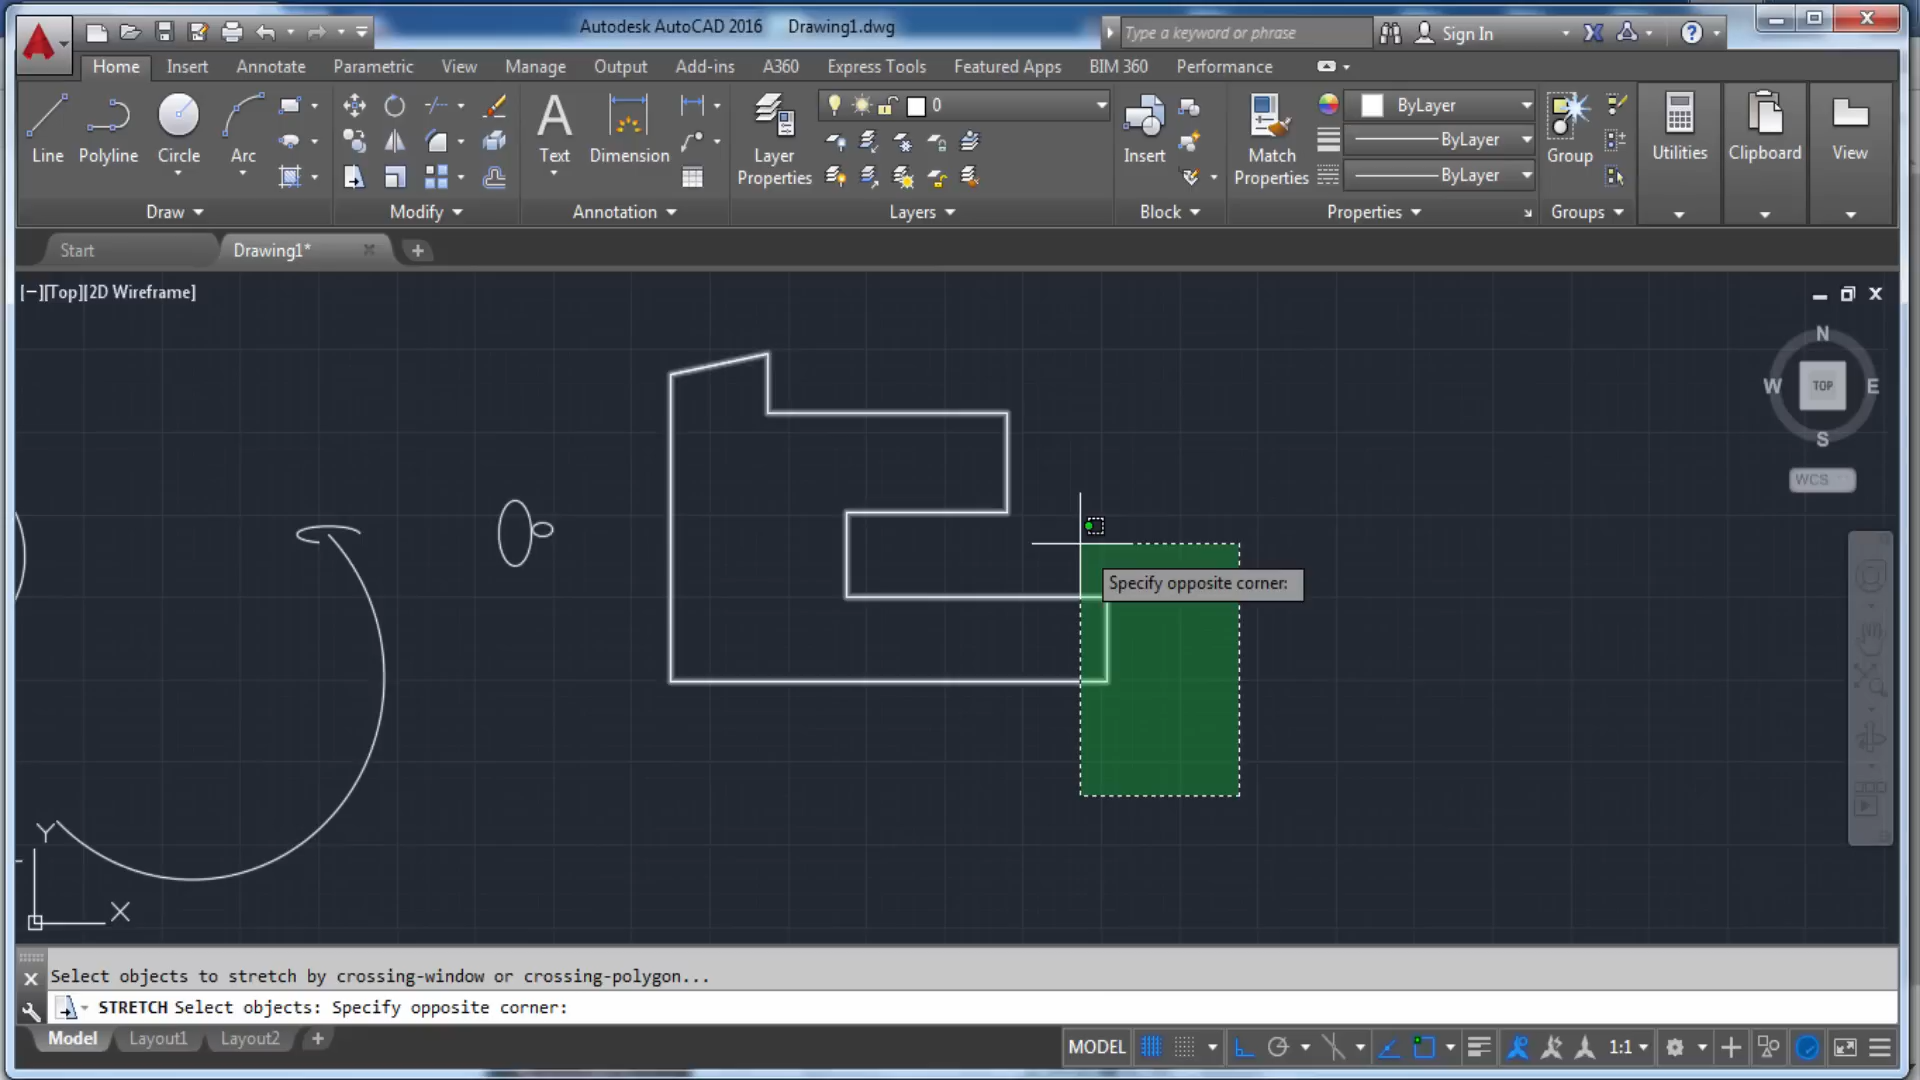 Autodesk AutoCAD 2016 Drawing1.dwg
Type a keyword or phrase
Sign In
Home Insert Annotate Parametric View Manage Output Add-ins A360 Express Tools Featured Apps BIM 360 Performance
0
ByLayer
ByLayer
ByLayer
Line Polyline Circle Arc
Text Dimension
Layer Properties
Insert
Match Properties
Group
Utilities
Clipboard
View
Draw Modify Annotation Layers Block Properties Groups
Start Drawing1*
[−][Top][2D Wireframe]
N
W TOP E
S
WCS
Specify opposite corner:
Y
X
Select objects to stretch by crossing-window or crossing-polygon...
STRETCH Select objects: Specify opposite corner:
Model Layout1 Layout2 +
MODEL 1:1